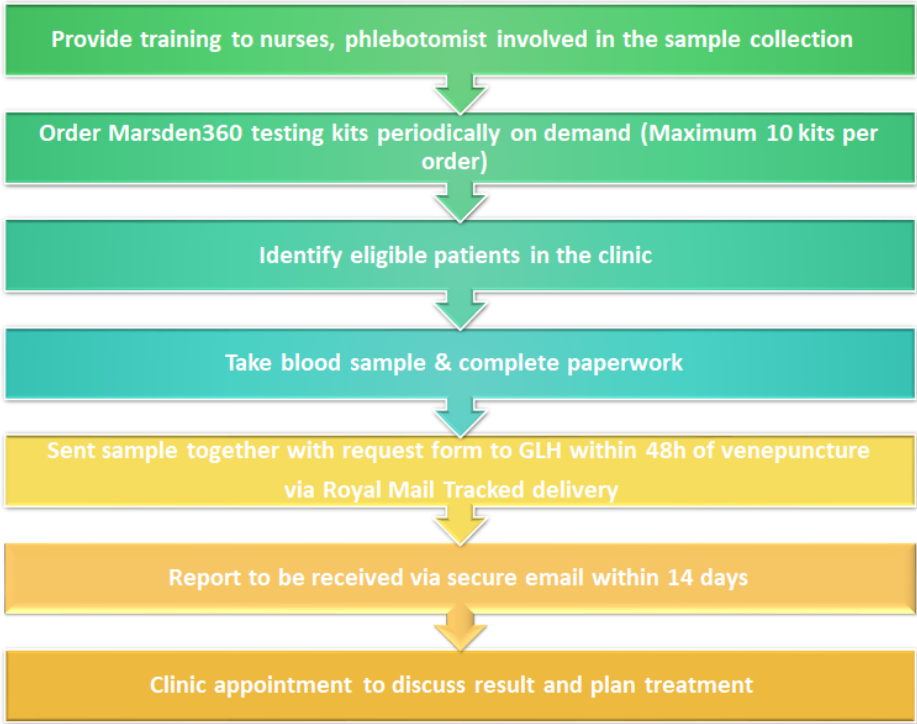 Provide training to nurses, phlebotomist involved in the sample collection
Order Marsden360 testing kits periodically on demand (Maximum 10 kits per
order)
Identify eligible patients in the clinic
Take blood sample & complete paperwork
Sent sample together with request form to GLH within 48h of venepuncture
via Royal Mail Tracked delivery
Report to be received via secure email within 14 days
Clinic appointment to discuss result and plan treatment